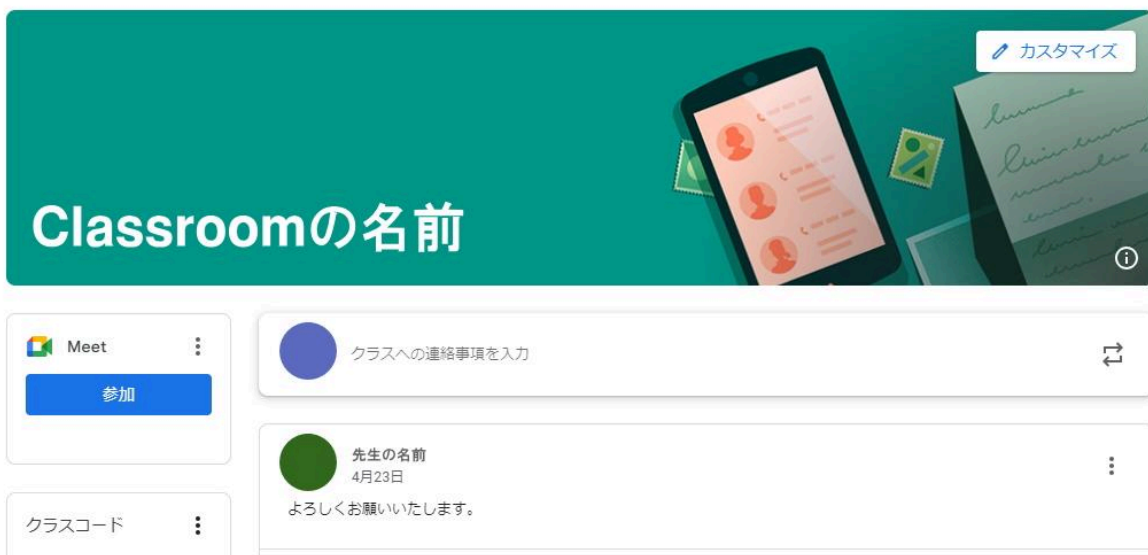 カスタマイズ
Classroomの名前
Meet
参加
クラスコード
クラスへの連絡事項を入力
先生の名前
4月23日
よろしくお願いいたします。